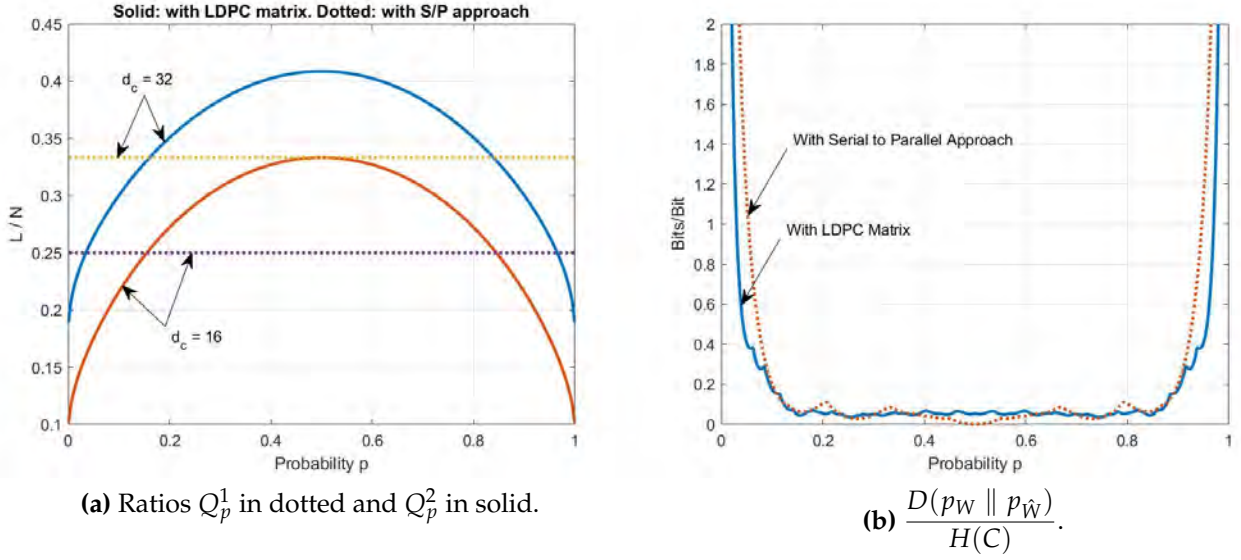 Solid: with LDPC matrix. Dotted: with S/P approach
0.45
0.4
0.35
0.3
0.25
0.2
0.15
0.1
L / N
d_c = 32
d_c = 16
0 0.2 0.4 0.6 0.8 1
Probability p
(a) Ratios Q_p^1 in dotted and Q_p^2 in solid.
2
1.8
1.6
1.4
1.2
1
0.8
0.6
0.4
0.2
0
Bits/Bit
With Serial to Parallel Approach
With LDPC Matrix
0 0.2 0.4 0.6 0.8 1
Probability p
(b) D(p_W ∥ p_Ŵ) / H(C).